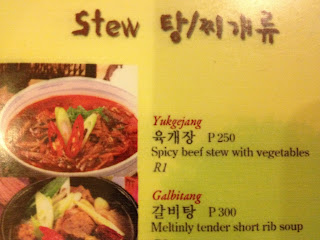 Stew 탕/찌개류
Yukgejang
육개장 P 250
Spicy beef stew with vegetables
R1
Galbitang
갈비탕 P 300
Meltinly tender short rib soup